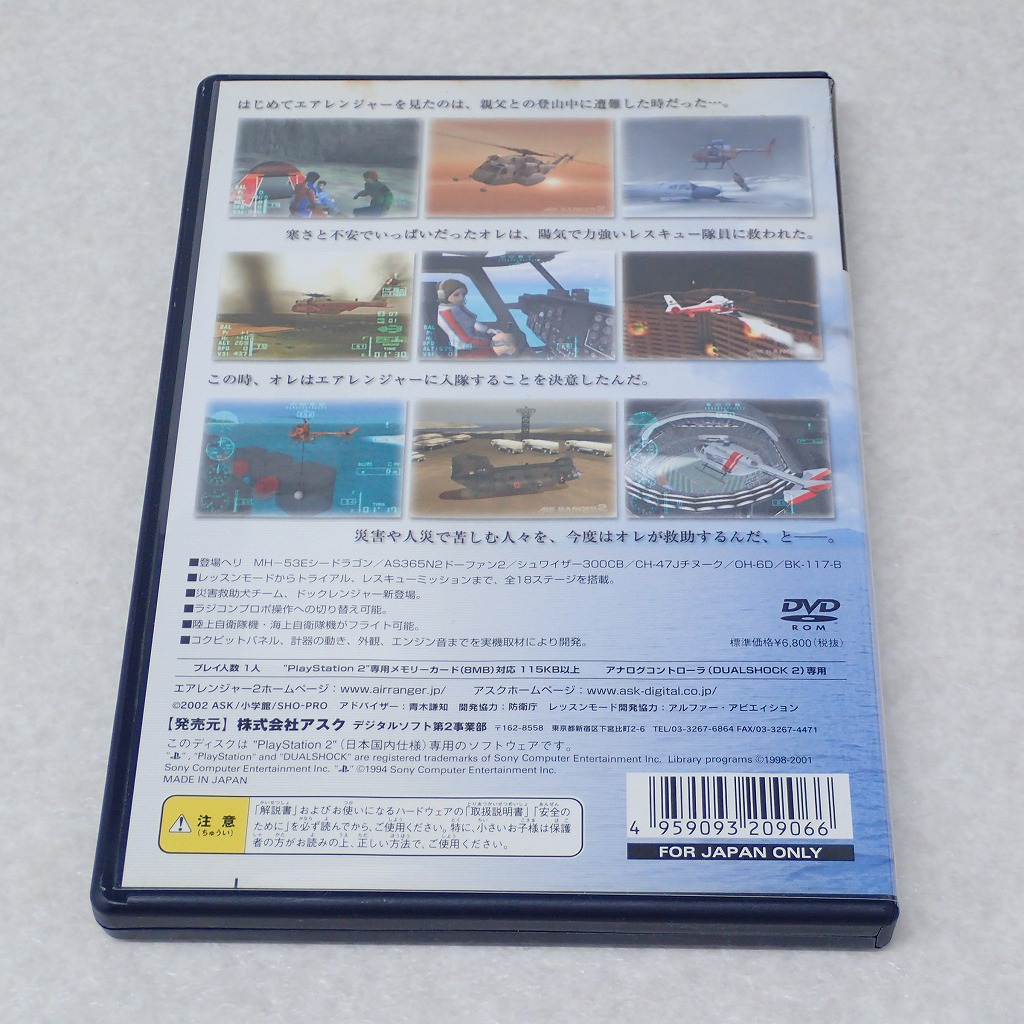 はじめてエアレンジャーを見たのは、親父との登山中に遭難した時だった…。
寒さと不安でいっぱいだったオレは、陽気で力強いレスキュー隊員に救われた。
この時、オレはエアレンジャーに入隊することを決意したんだ。
AIR RANGER 2
災害や人災で苦しむ人々を、今度はオレが救助するんだ、と――。
■登場ヘリ MH-53Eシードラゴン／AS365N2ドーファン2／シュワイザー300CB／CH-47Jチヌーク／OH-6D／BK-117-B
■レッスンモードからトライアル、レスキューミッションまで、全18ステージを搭載。
■災害救助犬チーム、ドックレンジャー新登場。
■ラジコンプロポ操作への切り替え可能。
■陸上自衛隊機・海上自衛隊機がフライト可能。
■コクピットパネル、計器の動き、外観、エンジン音までを実機取材により開発。
DVD
ROM
標準価格¥6,800(税抜)
プレイ人数 1人 "PlayStation 2"専用メモリーカード(8MB)対応 115KB以上 アナログコントローラ(DUALSHOCK 2)専用
エアレンジャー2ホームページ：www.airranger.jp/ アスクホームページ：www.ask-digital.co.jp/
©2002 ASK/小学館/SHO-PRO アドバイザー：青木謙知 開発協力：防衛庁 レッスンモード開発協力：アルファー・アビエィション
【発売元】株式会社アスク デジタルソフト第2事業部 〒162-8558 東京都新宿区下宮比町2-6 TEL/03-3267-6864 FAX/03-3267-4471
このディスクは "PlayStation 2"(日本国内仕様)専用のソフトウェアです。
" ", "PlayStation" and "DUALSHOCK" are registered trademarks of Sony Computer Entertainment Inc. Library programs ©1998-2001
Sony Computer Entertainment Inc. " " ©1994 Sony Computer Entertainment Inc.
MADE IN JAPAN
注意
(ちゅうい)
「解説書」およびお使いになるハードウェアの「取扱説明書」「安全の
ために」を必ず読んでから、ご使用ください。特に、小さいお子様は保護
者の方がお読みの上、正しい方法で、ご使用ください。
4 959093 209066
FOR JAPAN ONLY